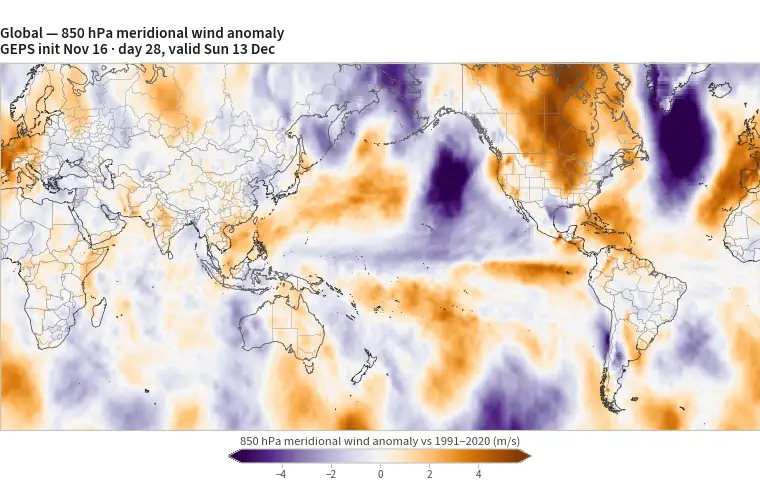 Global — 850 hPa meridional wind anomaly
GEPS init Nov 16 · day 28, valid Sun 13 Dec
850 hPa meridional wind anomaly vs 1991–2020 (m/s)
−4 −2 0 2 4